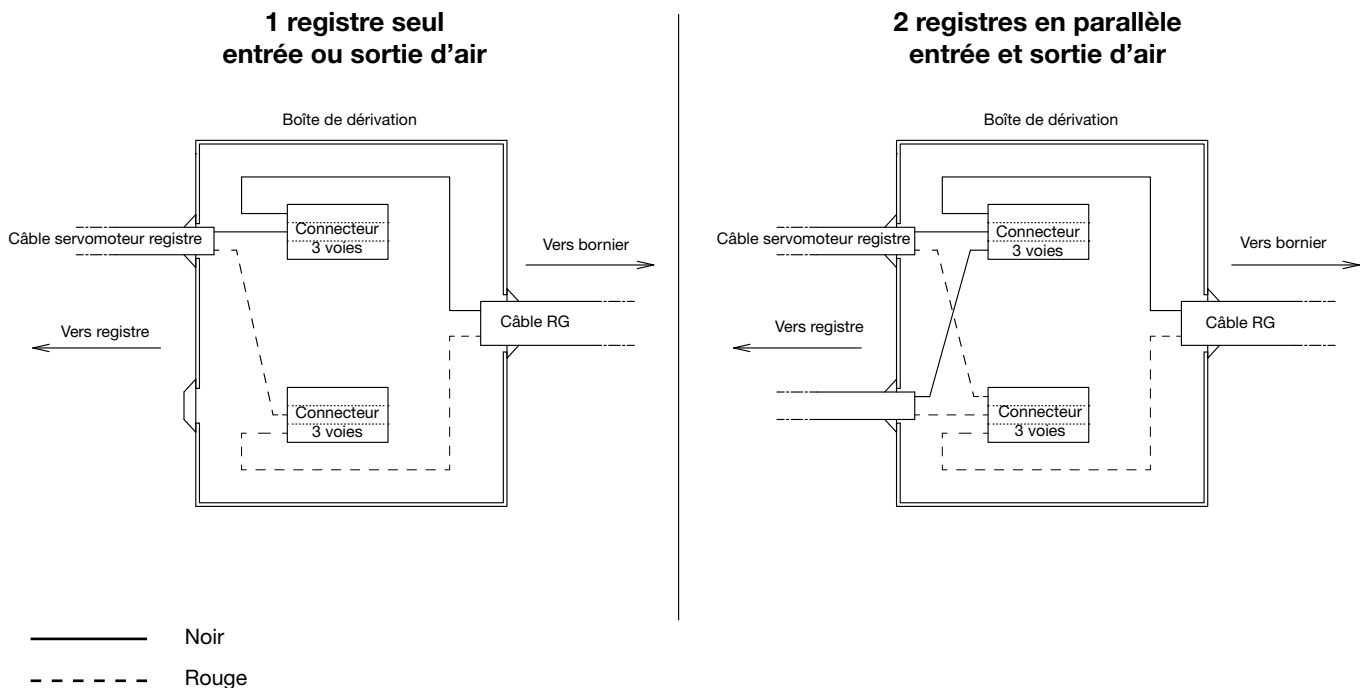 1 registre seul
entrée ou sortie d'air
Boîte de dérivation
Connecteur
3 voies
Câble servomoteur registre
Vers bornier
Vers registre
Câble RG
Connecteur
3 voies
2 registres en parallèle
entrée et sortie d'air
Boîte de dérivation
Connecteur
3 voies
Câble servomoteur registre
Vers bornier
Vers registre
Câble RG
Connecteur
3 voies
Noir
Rouge